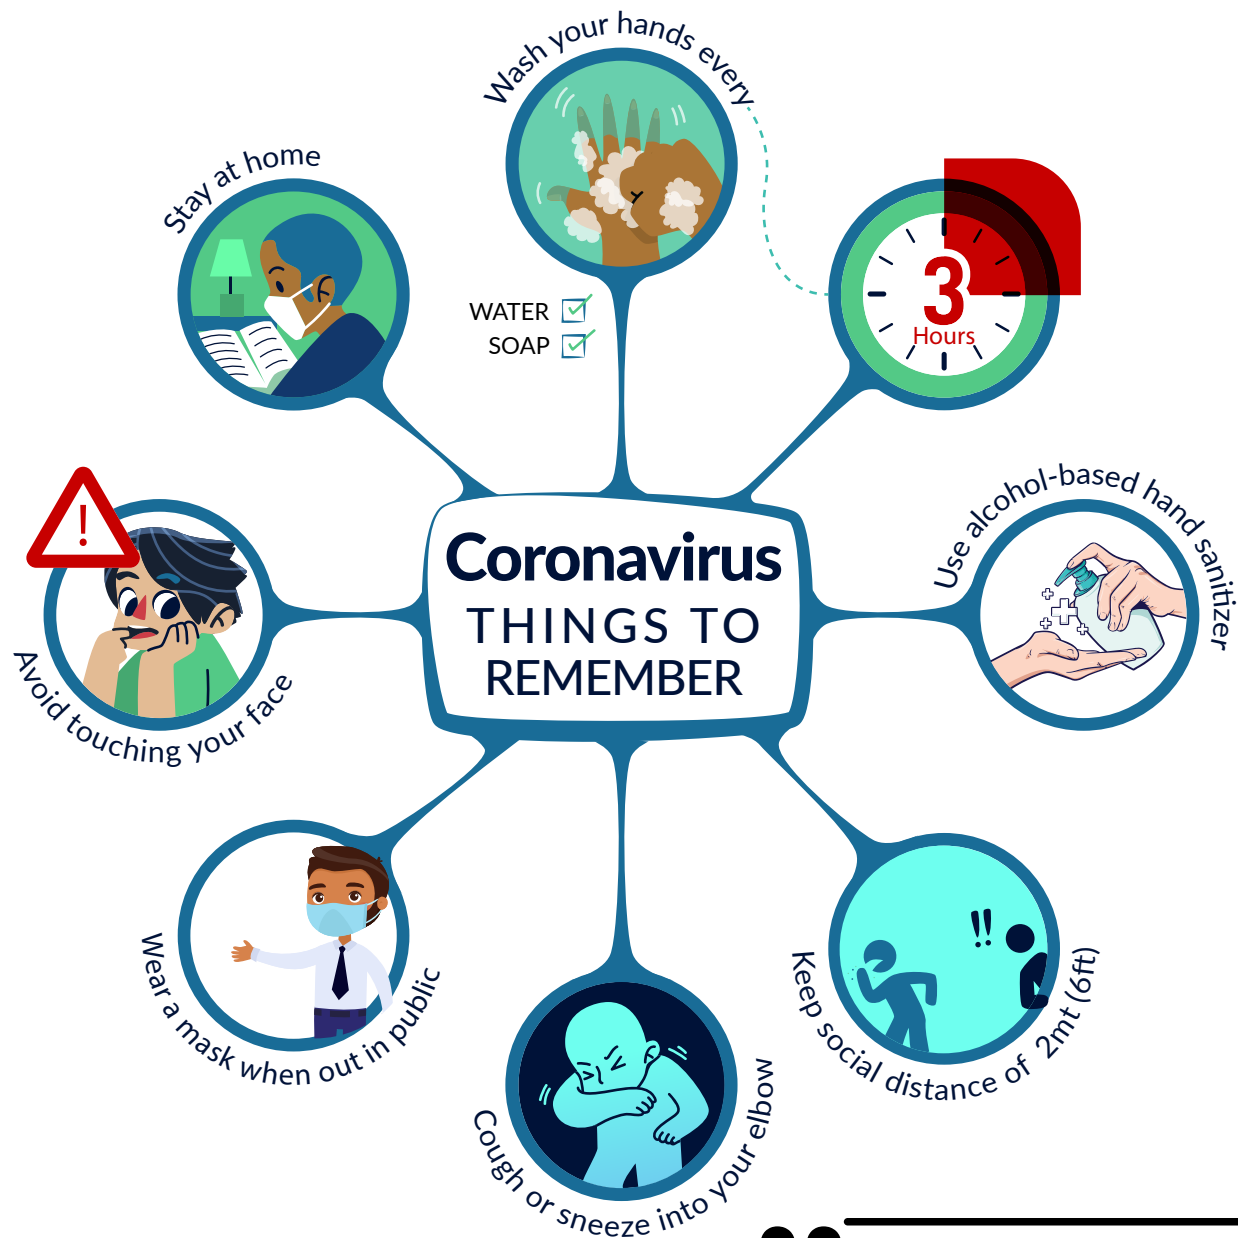 Wash your hands every
3
Hours
WATER
SOAP
Stay at home
Use alcohol-based hand sanitizer
!
Coronavirus
THINGS TO
REMEMBER
Avoid touching your face
!!
Keep social distance of 2mt (6ft)
Wear a mask when out in public
Cough or sneeze into your elbow